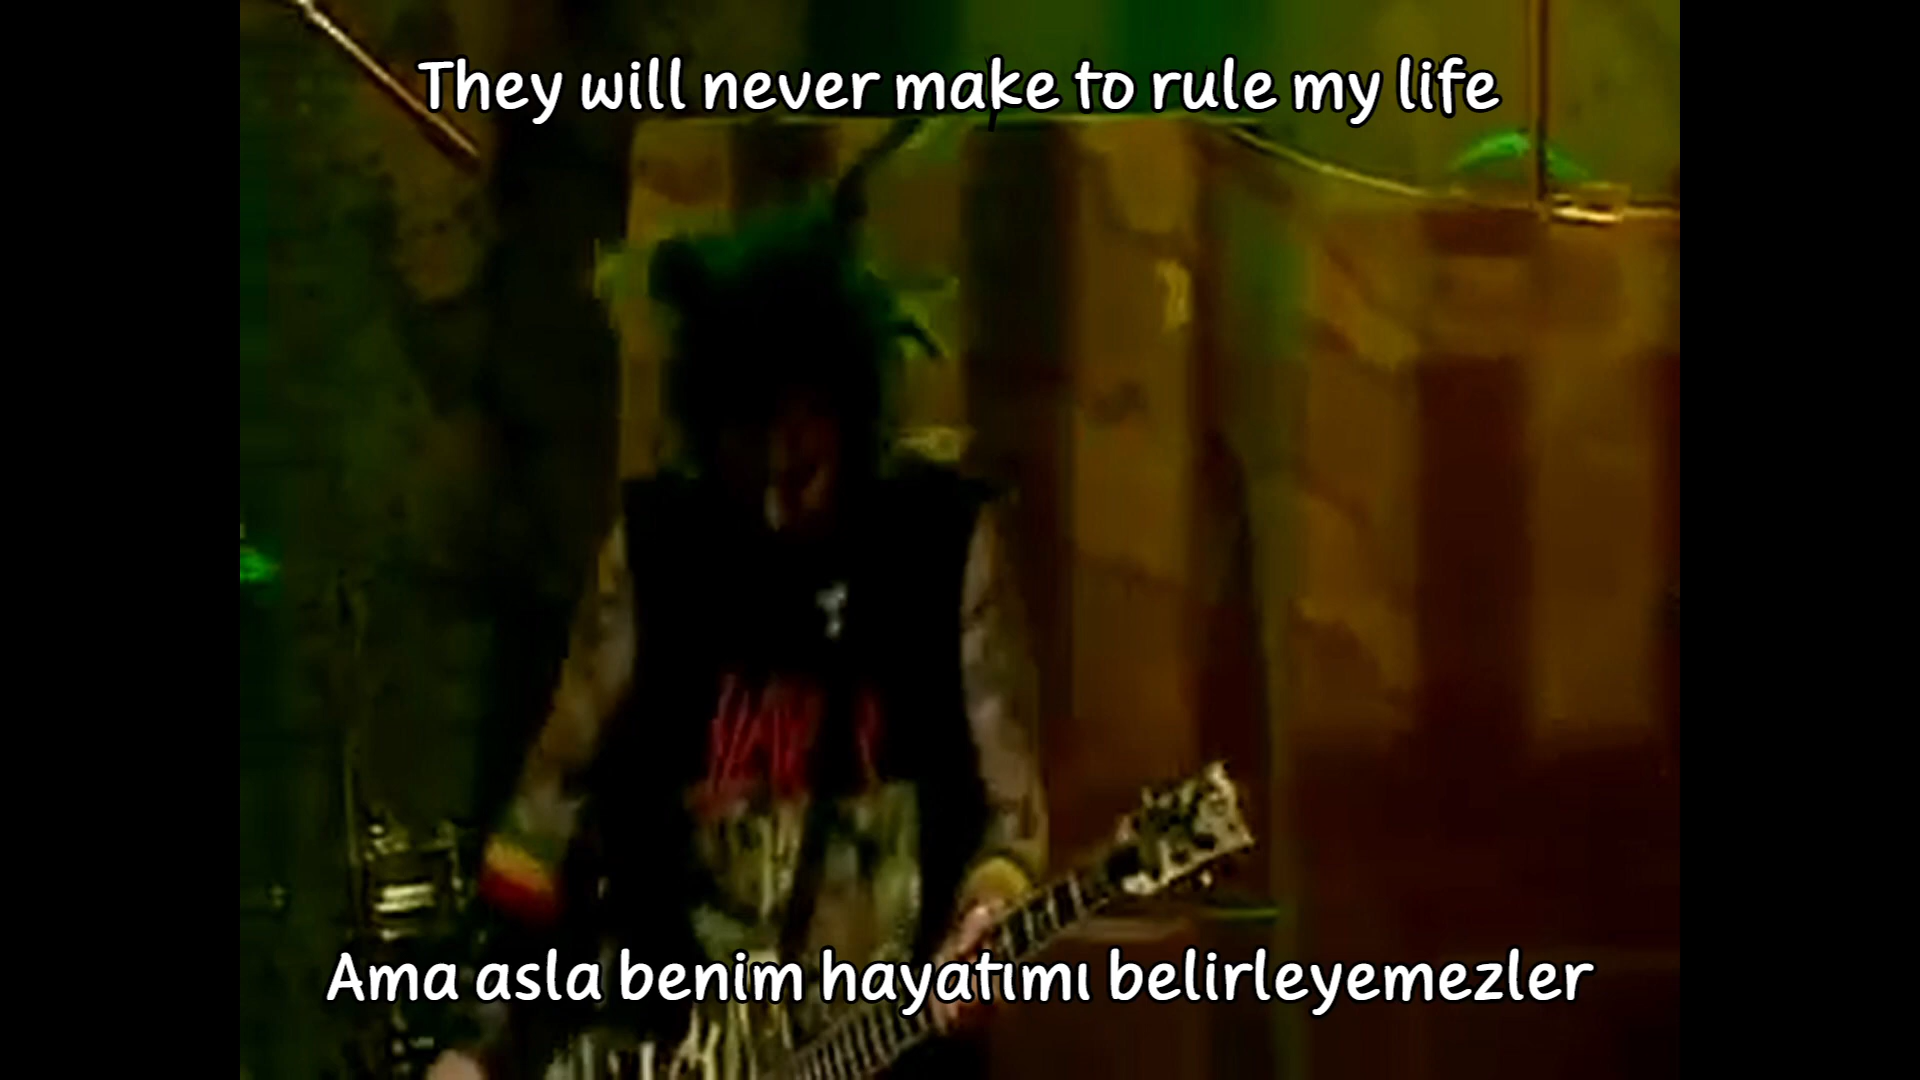 They will never make to rule my life
Ama asla benim hayatımı belirleyemezler